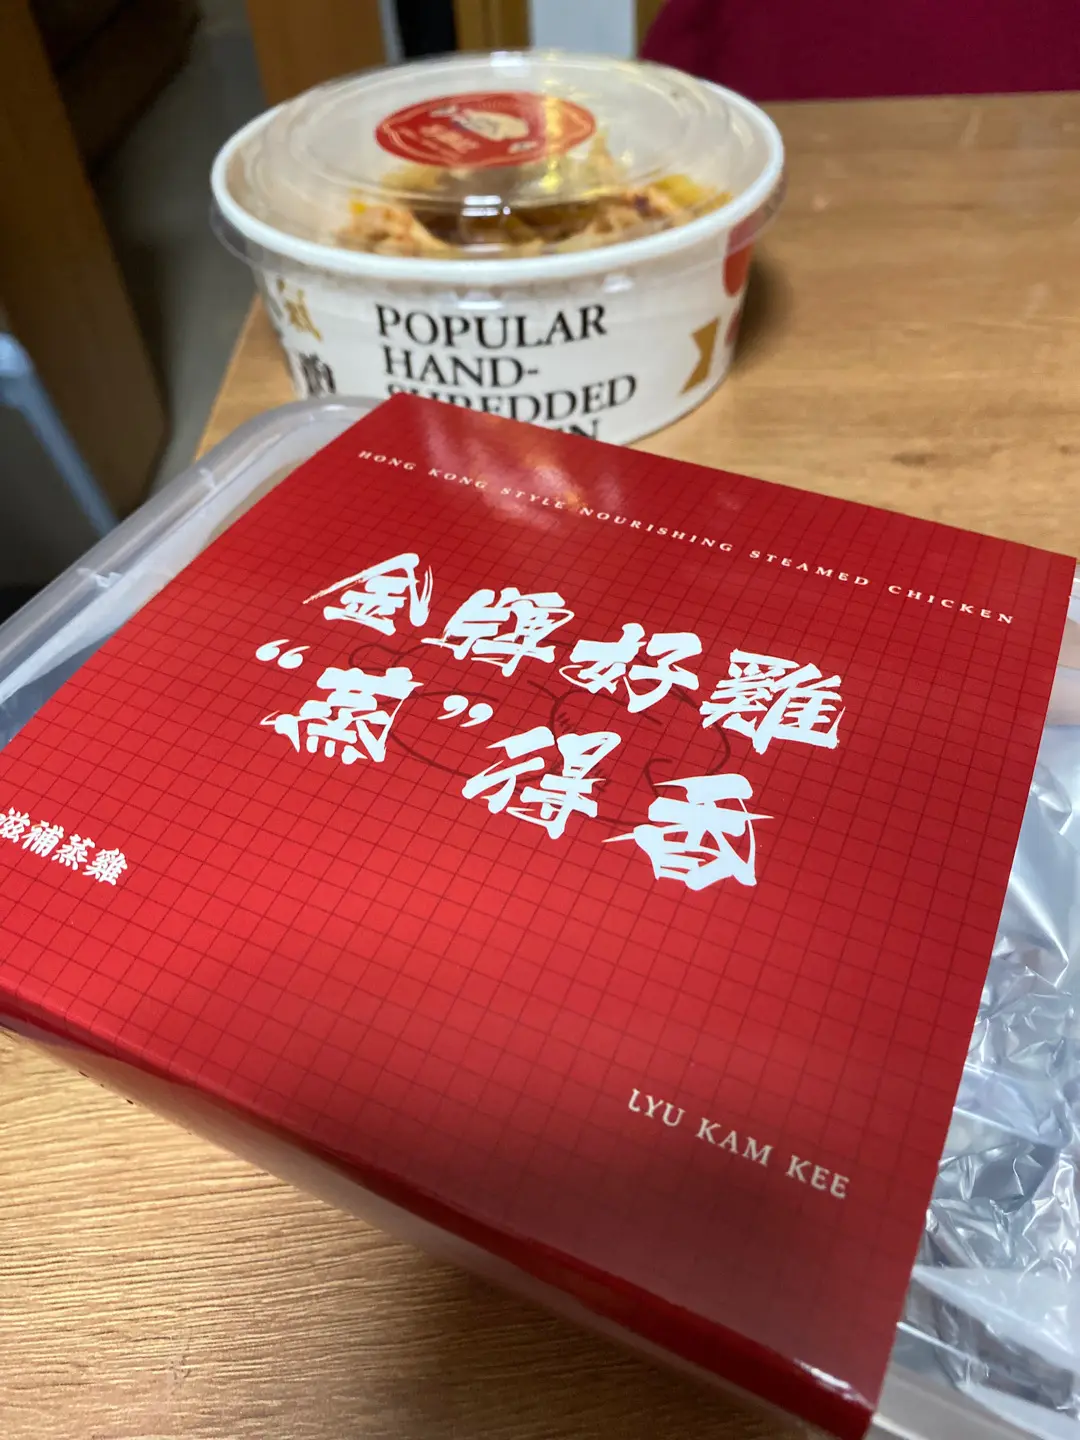 POPULAR
HAND-
SHREDDED
HONG KONG STYLE NOURISHING STEAMED CHICKEN
金牌好雞
“蒸”得香
滋補蒸雞
LYU KAM KEE